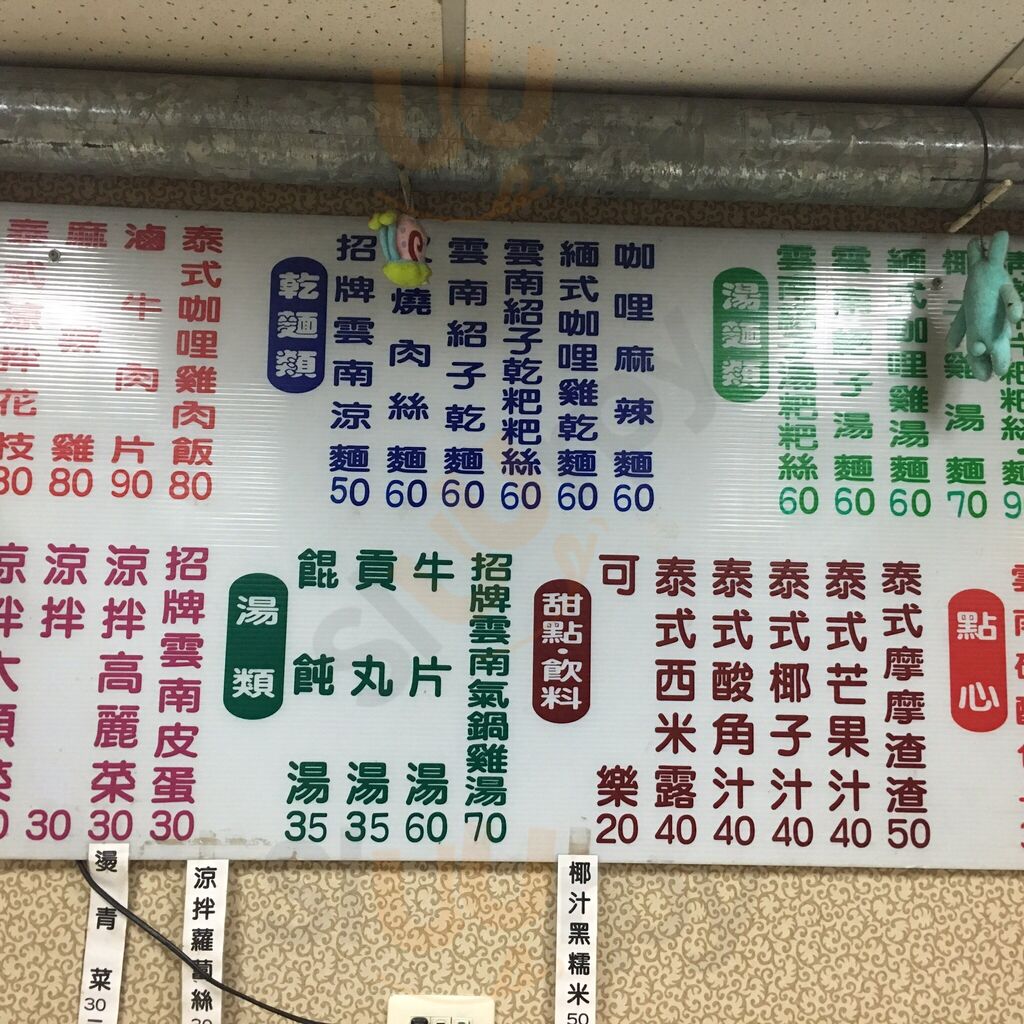 泰式咖哩雞肉飯 80
滷牛肉片 90
雞 80
乾麵類
招牌雲南涼麵 50
燒肉絲麵 60
雲南紹子乾麵 60
雲南紹子乾粑粑絲 60
緬式咖哩雞乾麵 60
咖哩麻辣麵 60
湯麵類
湯粑粑絲 60
子湯麵 60
緬式咖哩雞湯麵 60
雞湯麵 70
招牌雲南皮蛋 30
涼拌高麗菜 30
涼拌 30
湯類
餛飩湯 35
貢丸湯 35
牛片湯 60
招牌雲南氣鍋雞湯 70
甜點·飲料
可樂 20
泰式西米露 40
泰式酸角汁 40
泰式椰子汁 40
泰式芒果汁 40
泰式摩摩渣渣 50
點心
燙青菜 30
涼拌蘿蔔絲
椰汁黑糯米 50